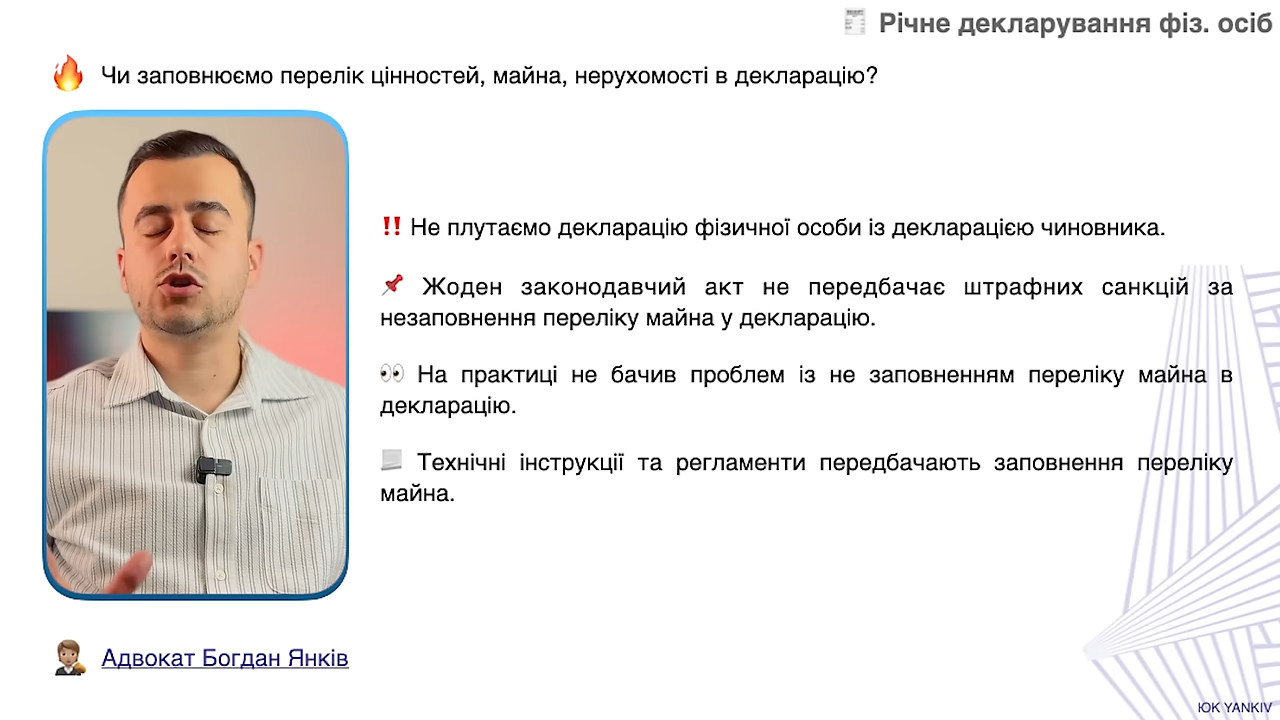 Річне декларування фіз. осіб
Чи заповнюємо перелік цінностей, майна, нерухомості в декларацію?
Не плутаємо декларацію фізичної особи із декларацією чиновника.
Жоден законодавчий акт не передбачає штрафних санкцій за
незаповнення переліку майна у декларацію.
На практиці не бачив проблем із не заповненням переліку майна в
декларацію.
Технічні інструкції та регламенти передбачають заповнення переліку
майна.
Адвокат Богдан Янків
ЮК YANKIV